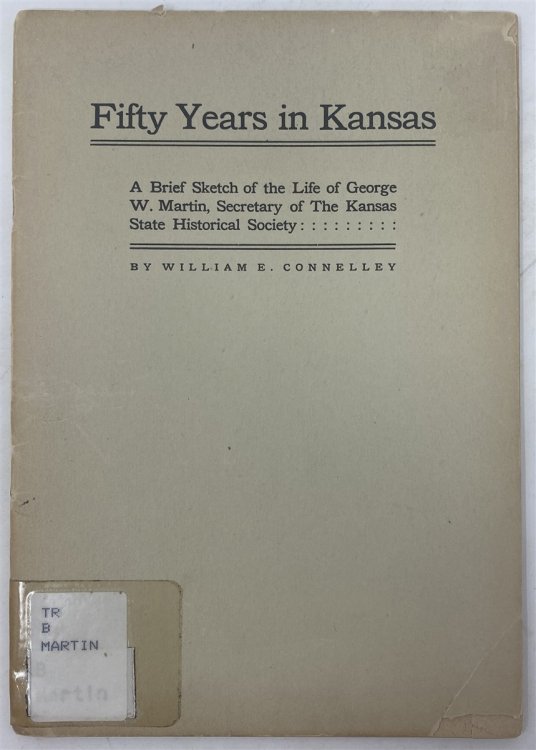 Fifty Years in Kansas
A Brief Sketch of the Life of George
W. Martin, Secretary of The Kansas
State Historical Society : : : : : : : : :
BY WILLIAM E. CONNELLEY
TR
B
MARTIN
B
Martin